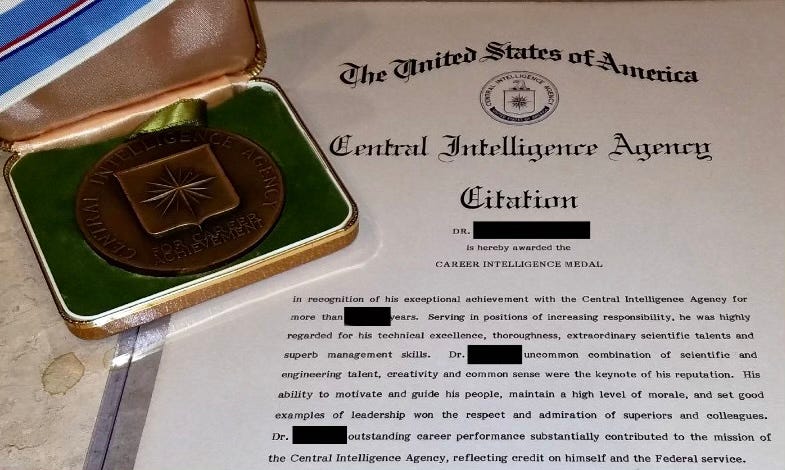 CENTRAL INTELLIGENCE AGENCY
FOR CAREER
ACHIEVEMENT
The United States of America
CENTRAL INTELLIGENCE AGENCY
UNITED STATES OF AMERICA
Central Intelligence Agency
Citation
DR.
is hereby awarded the
CAREER INTELLIGENCE MEDAL
in recognition of his exceptional achievement with the Central Intelligence Agency for
more than years. Serving in positions of increasing responsibility, he was highly
regarded for his technical excellence, thoroughness, extraordinary scientific talents and
superb management skills. Dr. uncommon combination of scientific and
engineering talent, creativity and common sense were the keynote of his reputation. His
ability to motivate and guide his people, maintain a high level of morale, and set good
examples of leadership won the respect and admiration of superiors and colleagues.
Dr. outstanding career performance substantially contributed to the mission of
the Central Intelligence Agency, reflecting credit on himself and the Federal service.